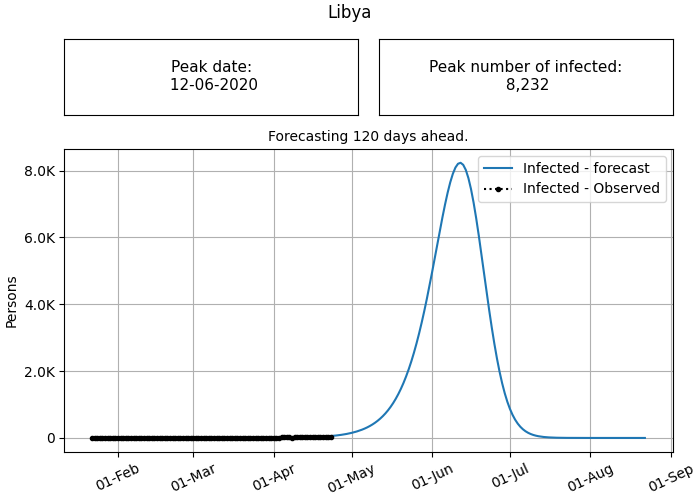 Libya
Peak date:
12-06-2020
Peak number of infected:
8,232
Forecasting 120 days ahead.
Infected - forecast
Infected - Observed
8.0K
6.0K
4.0K
2.0K
0
Persons
01-Feb
01-Mar
01-Apr
01-May
01-Jun
01-Jul
01-Aug
01-Sep